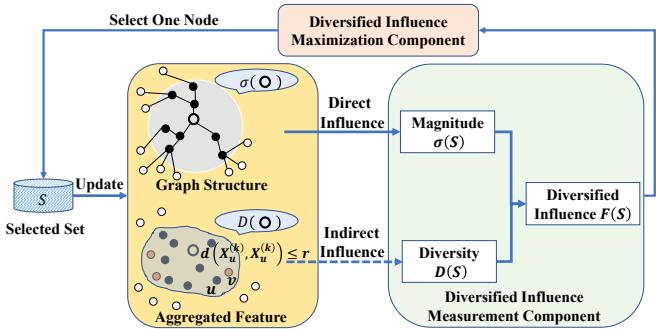 Select One Node
Diversified Influence
Maximization Component
σ( O )
Direct
Influence
Magnitude
σ(S)
Graph Structure
S
Update
Selected Set
Diversified
Influence F(S)
D( O )
Indirect
Influence
d(X_u^(k), X_u^(k)) ≤ r
v
u
Diversity
D(S)
Aggregated Feature
Diversified Influence
Measurement Component